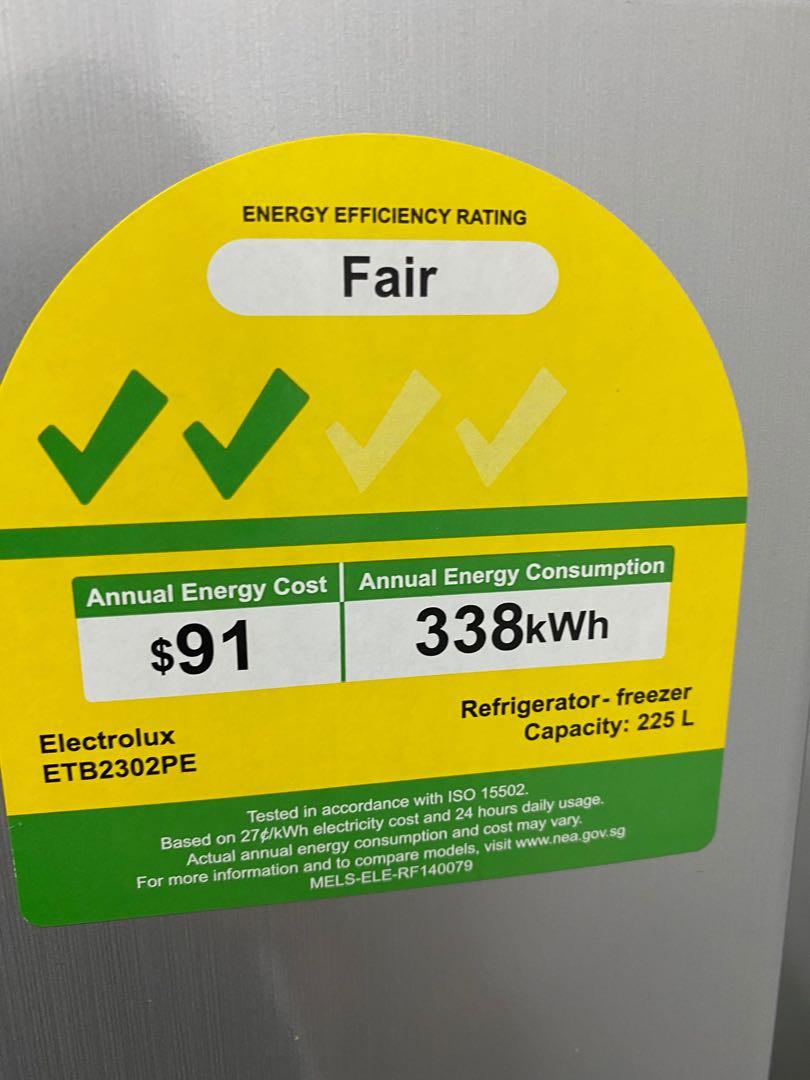 ENERGY EFFICIENCY RATING
Fair
Annual Energy Cost
$91
Annual Energy Consumption
338kWh
Electrolux
ETB2302PE
Refrigerator- freezer
Capacity: 225 L
Tested in accordance with ISO 15502.
Based on 27¢/kWh electricity cost and 24 hours daily usage.
Actual annual energy consumption and cost may vary.
For more information and to compare models, visit www.nea.gov.sg
MELS-ELE-RF140079